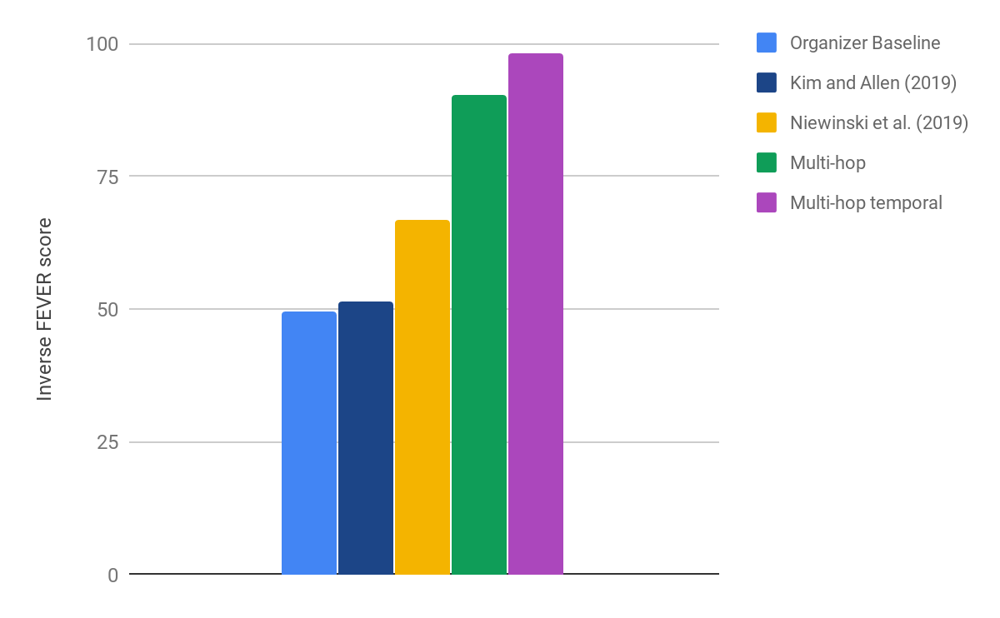 Inverse FEVER score
100
75
50
25
0
Organizer Baseline
Kim and Allen (2019)
Niewinski et al. (2019)
Multi-hop
Multi-hop temporal